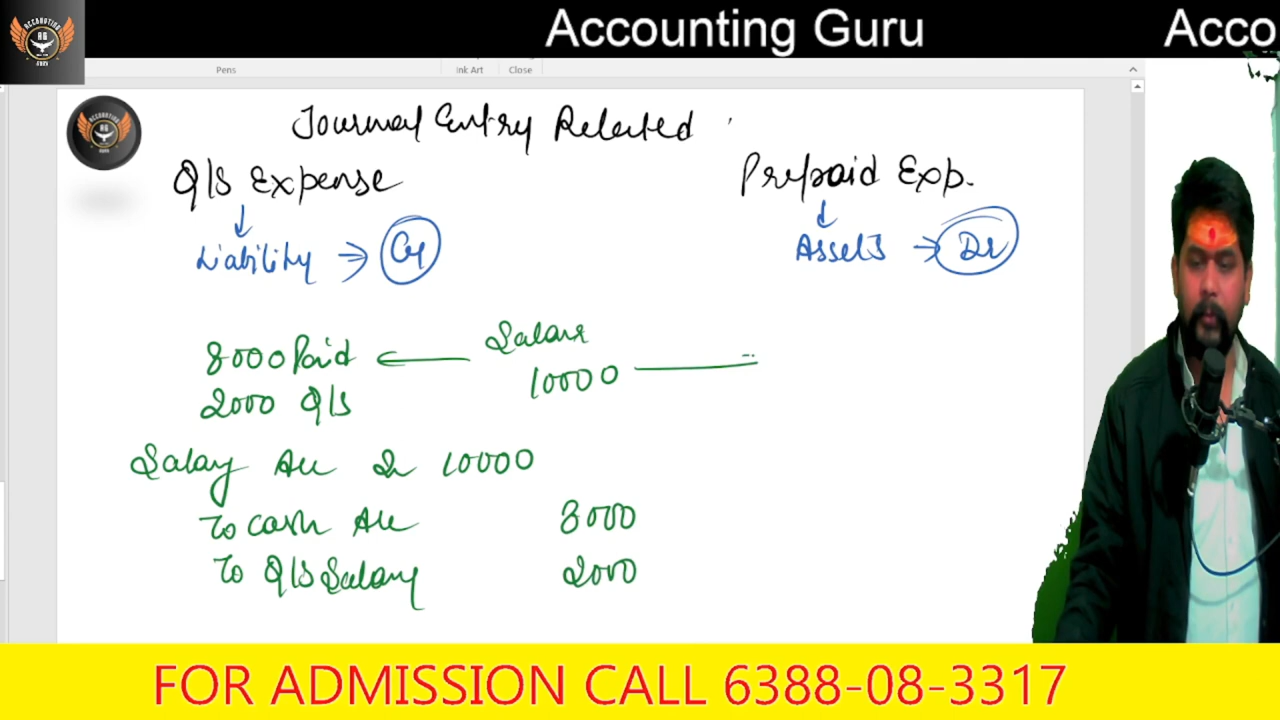 Accounting Guru
Acco
Pens
Ink Art
Close
Journal Entry Related
O/S Expense
Prepaid Exp.
Liability → Cr
Assets → Dr
Salary
8000 Paid
10000
2000 O/S
Salary A/c Dr 10000
To cash A/c 8000
To O/S Salary 2000
FOR ADMISSION CALL 6388-08-3317